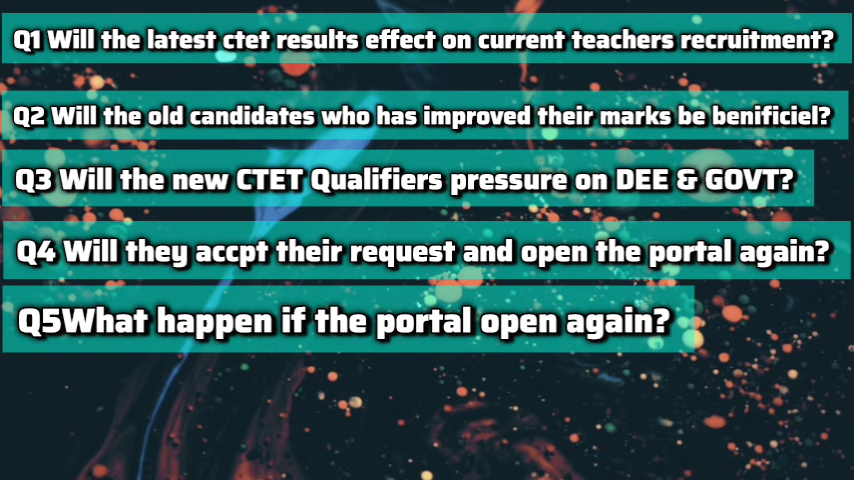 Q1 Will the latest ctet results effect on current teachers recruitment?
Q2 Will the old candidates who has improved their marks be benificiel?
Q3 Will the new CTET Qualifiers pressure on DEE & GOVT?
Q4 Will they accpt their request and open the portal again?
Q5What happen if the portal open again?